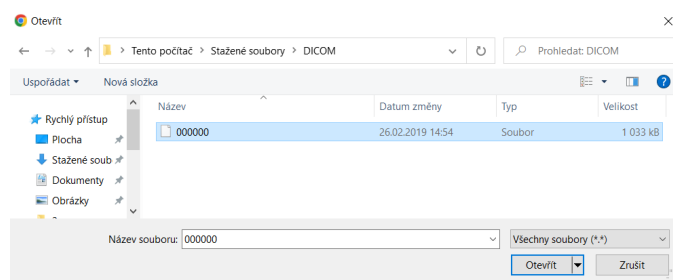 Otevřít
Tento počítač > Stažené soubory > DICOM
Prohledat: DICOM
Uspořádat Nová složka
Název Datum změny Typ Velikost
Rychlý přístup
000000 26.02.2019 14:54 Soubor 1 033 kB
Plocha
Stažené soub
Dokumenty
Obrázky
Název souboru: 000000 Všechny soubory (*.*)
Otevřít Zrušit